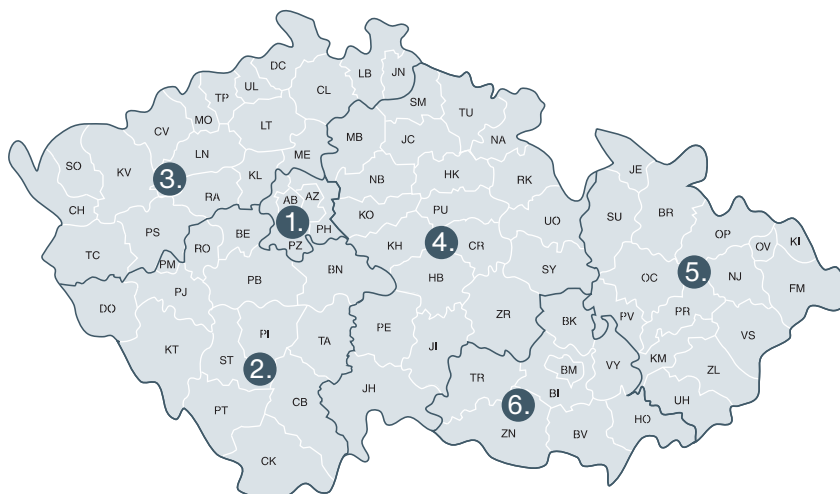 DC
LB
JN
UL
CL
TP
SM
TU
MO
CV
LT
MB
JC
NA
LN
ME
SO
KV
3.
KL
NB
HK
RK
JE
RA
AB
AZ
CH
KO
PU
SU
BR
UO
PS
1.
PH
BE
RO
4.
CR
OP
OV
KI
TC
PZ
KH
PM
BN
SY
OC
5.
NJ
PB
HB
PJ
FM
DO
ZR
PV
PR
BK
PI
TA
PE
JI
VS
KT
ST
2.
KM
BM
VY
ZL
TR
JH
BI
CB
UH
PT
6.
HO
ZN
BV
CK